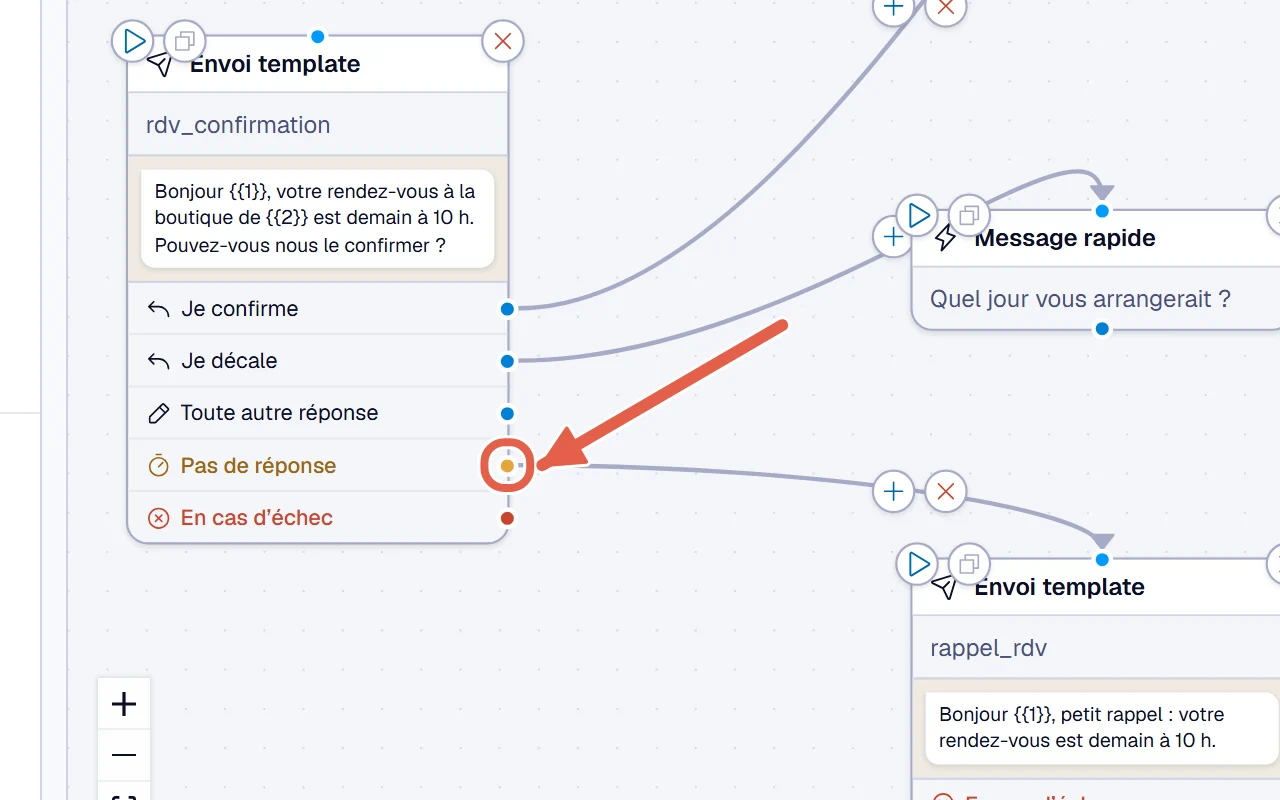 Envoi template
rdv_confirmation
Bonjour {{1}}, votre rendez-vous à la
boutique de {{2}} est demain à 10 h.
Pouvez-vous nous le confirmer ?
Je confirme
Je décale
Toute autre réponse
Pas de réponse
En cas d’échec
Message rapide
Quel jour vous arrangerait ?
Envoi template
rappel_rdv
Bonjour {{1}}, petit rappel : votre
rendez-vous est demain à 10 h.